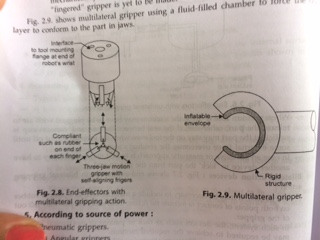 "fingered" gripper is yet to be
Fig. 2.9. shows multilateral gripper using a fluid-filled chamber to force the
layer to conform to the part in jaws.
Interface
to toot mounting
flange at end of
robot's wrist
Compliant
such as rubber
on end of
each finger
Three-jaw motion
gripper with
self-aligning fingers
Fig. 2.8. End-effectors with
multilateral gripping action.
Inflatable
envelope
Rigid
structure
Fig. 2.9. Multilateral gripper.
5. According to source of power :
Pneumatic grippers.
Angular grippers